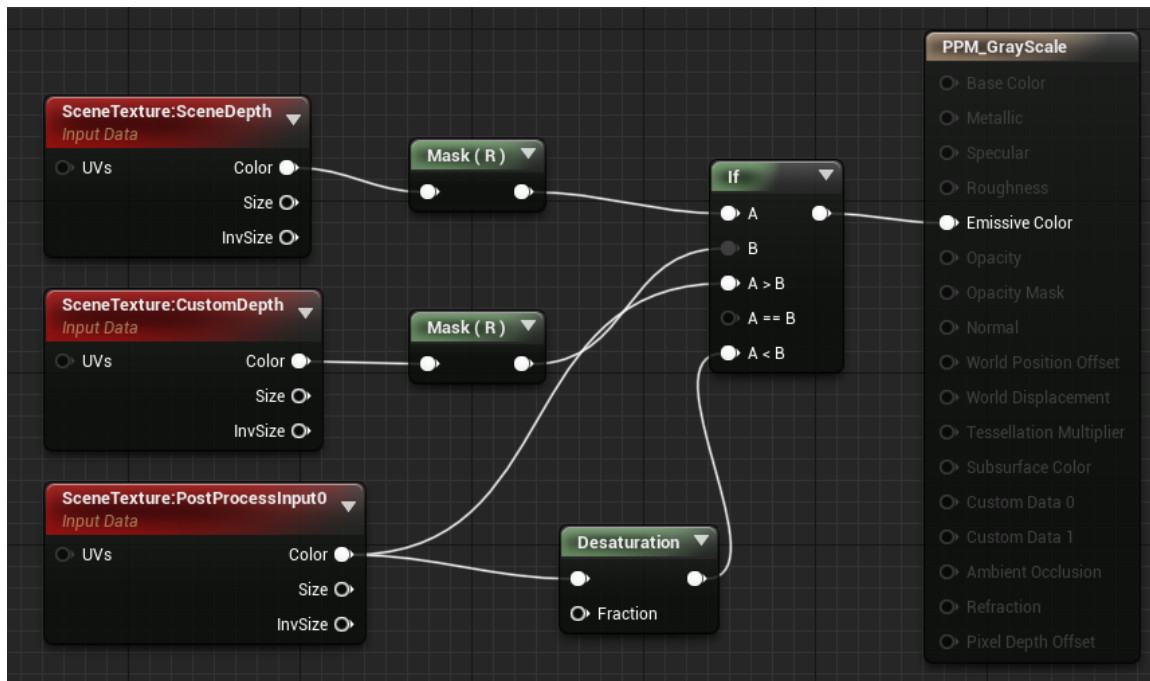 SceneTexture:SceneDepth
Input Data
UVs
Color
Size
InvSize
Mask ( R )
SceneTexture:CustomDepth
Input Data
UVs
Color
Size
InvSize
Mask ( R )
SceneTexture:PostProcessInput0
Input Data
UVs
Color
Size
InvSize
Desaturation
Fraction
If
A
B
A > B
A == B
A < B
PPM_GrayScale
Base Color
Metallic
Specular
Roughness
Emissive Color
Opacity
Opacity Mask
Normal
World Position Offset
World Displacement
Tessellation Multiplier
Subsurface Color
Custom Data 0
Custom Data 1
Ambient Occlusion
Refraction
Pixel Depth Offset